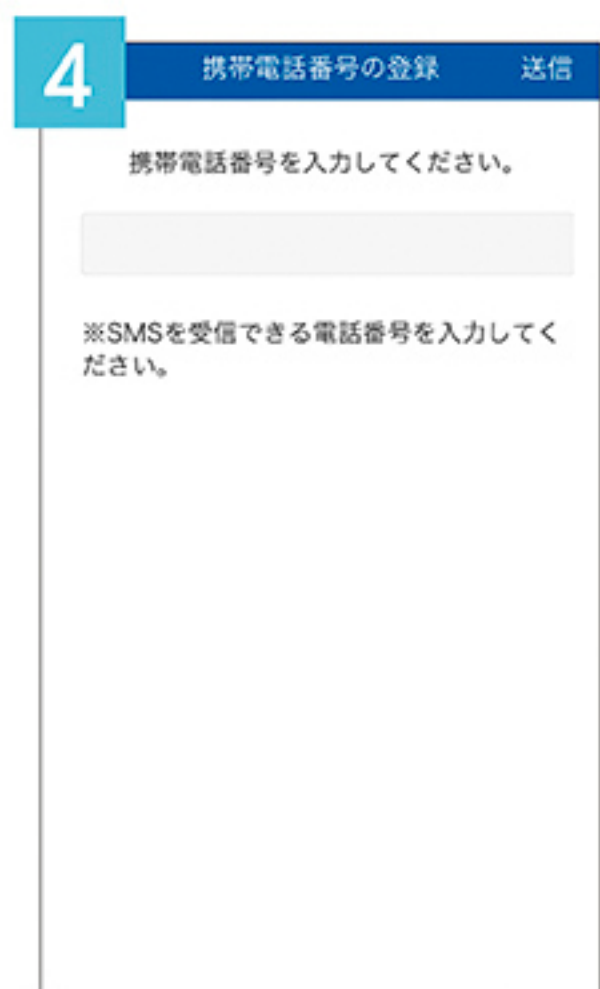 4
携帯電話番号の登録 送信
携帯電話番号を入力してください。
※SMSを受信できる電話番号を入力してく
ださい。